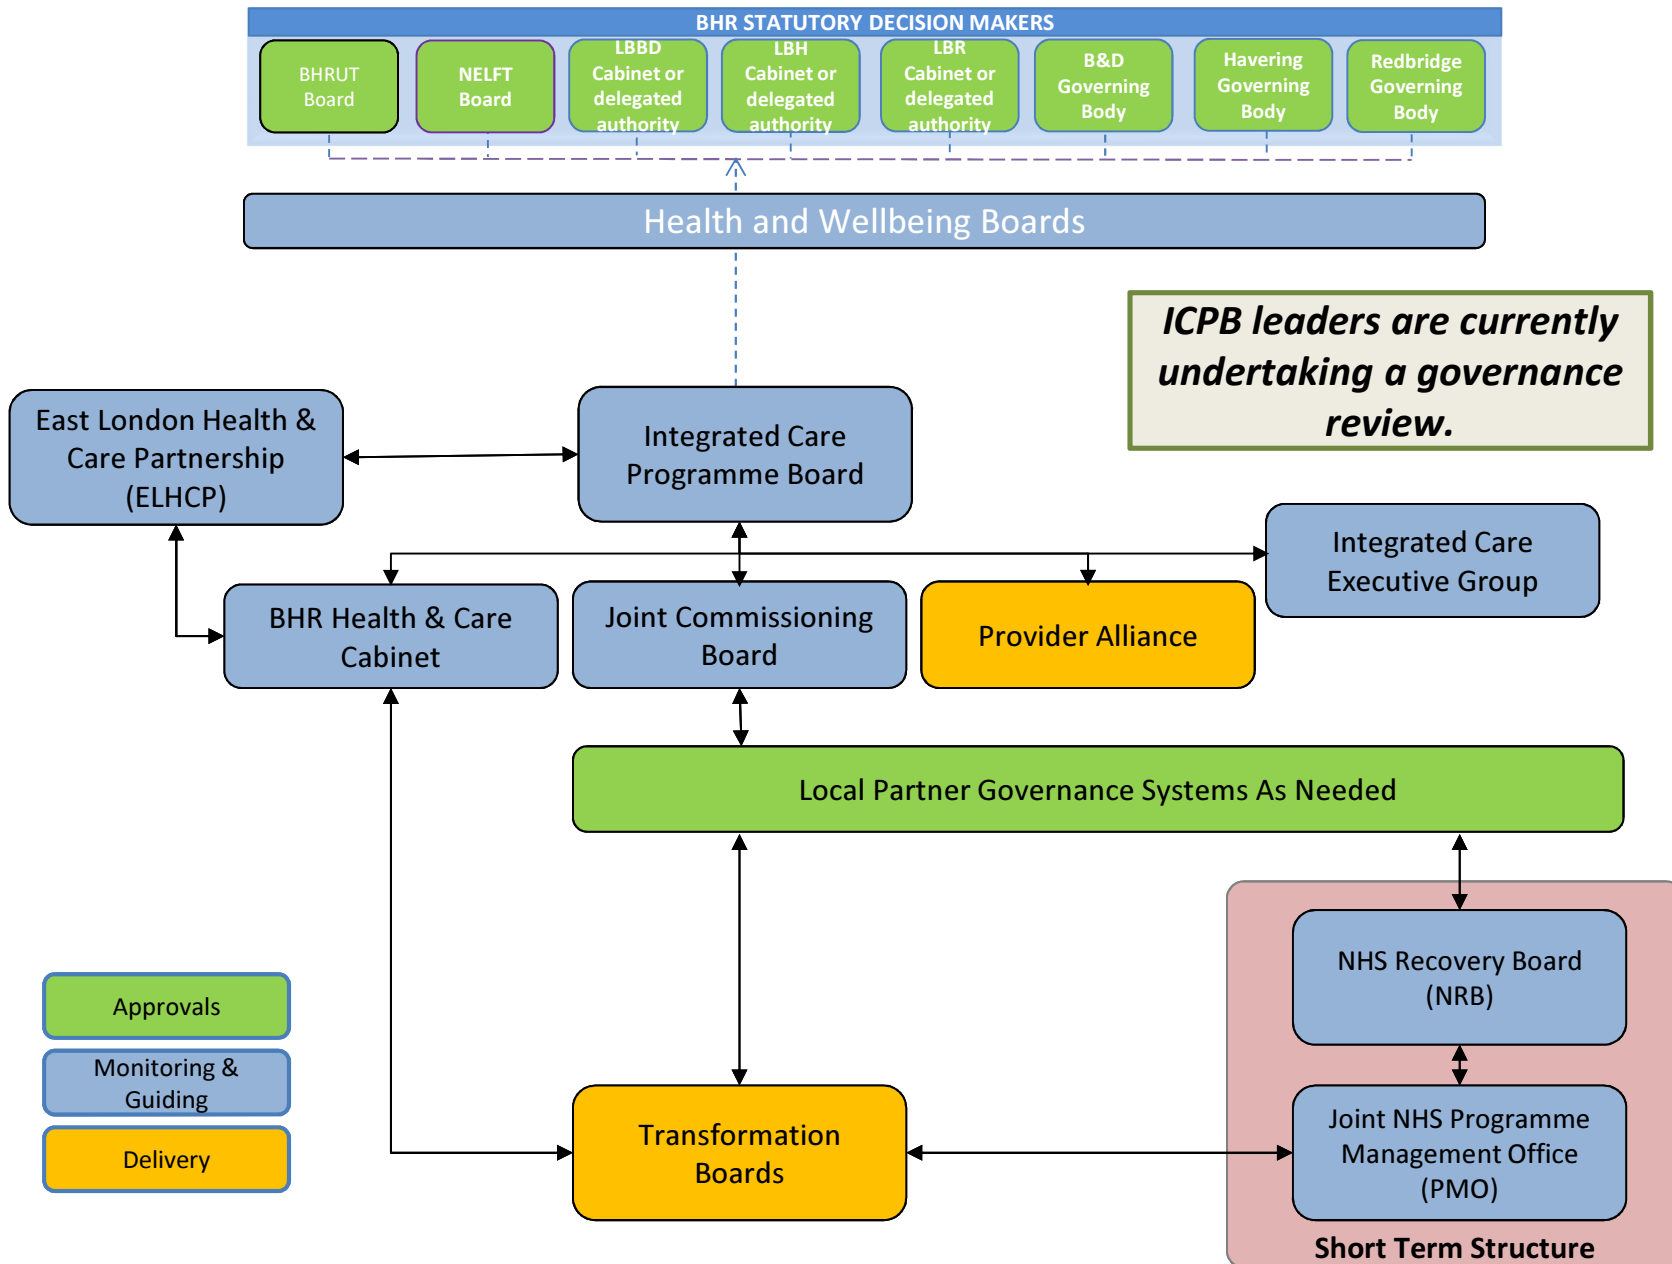 BHR STATUTORY DECISION MAKERS
BHRUT
Board
NELFT
Board
LBBD
Cabinet or
delegated
authority
LBH
Cabinet or
delegated
authority
LBR
Cabinet or
delegated
authority
B&D
Governing
Body
Havering
Governing
Body
Redbridge
Governing
Body
Health and Wellbeing Boards
ICPB leaders are currently
undertaking a governance
review.
East London Health &
Care Partnership
(ELHCP)
Integrated Care
Programme Board
Integrated Care
Executive Group
BHR Health & Care
Cabinet
Joint Commissioning
Board
Provider Alliance
Local Partner Governance Systems As Needed
NHS Recovery Board
(NRB)
Approvals
Monitoring &
Guiding
Delivery
Transformation
Boards
Joint NHS Programme
Management Office
(PMO)
Short Term Structure